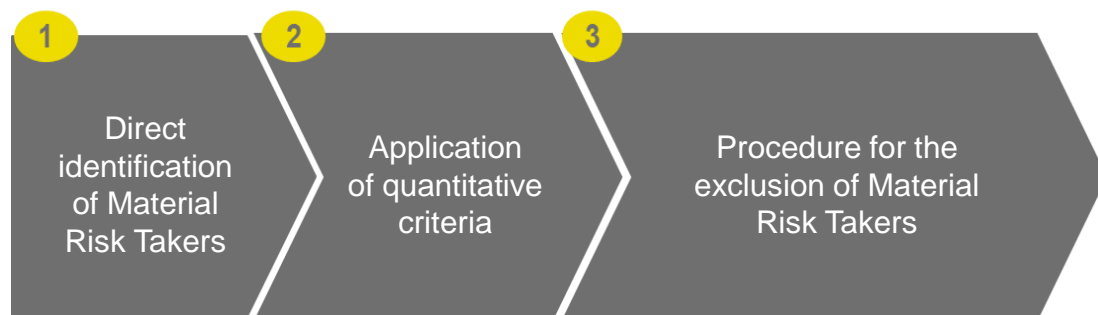 1
2
3
Direct
identification
of Material
Risk Takers
Application
of quantitative
criteria
Procedure for the
exclusion of Material
Risk Takers